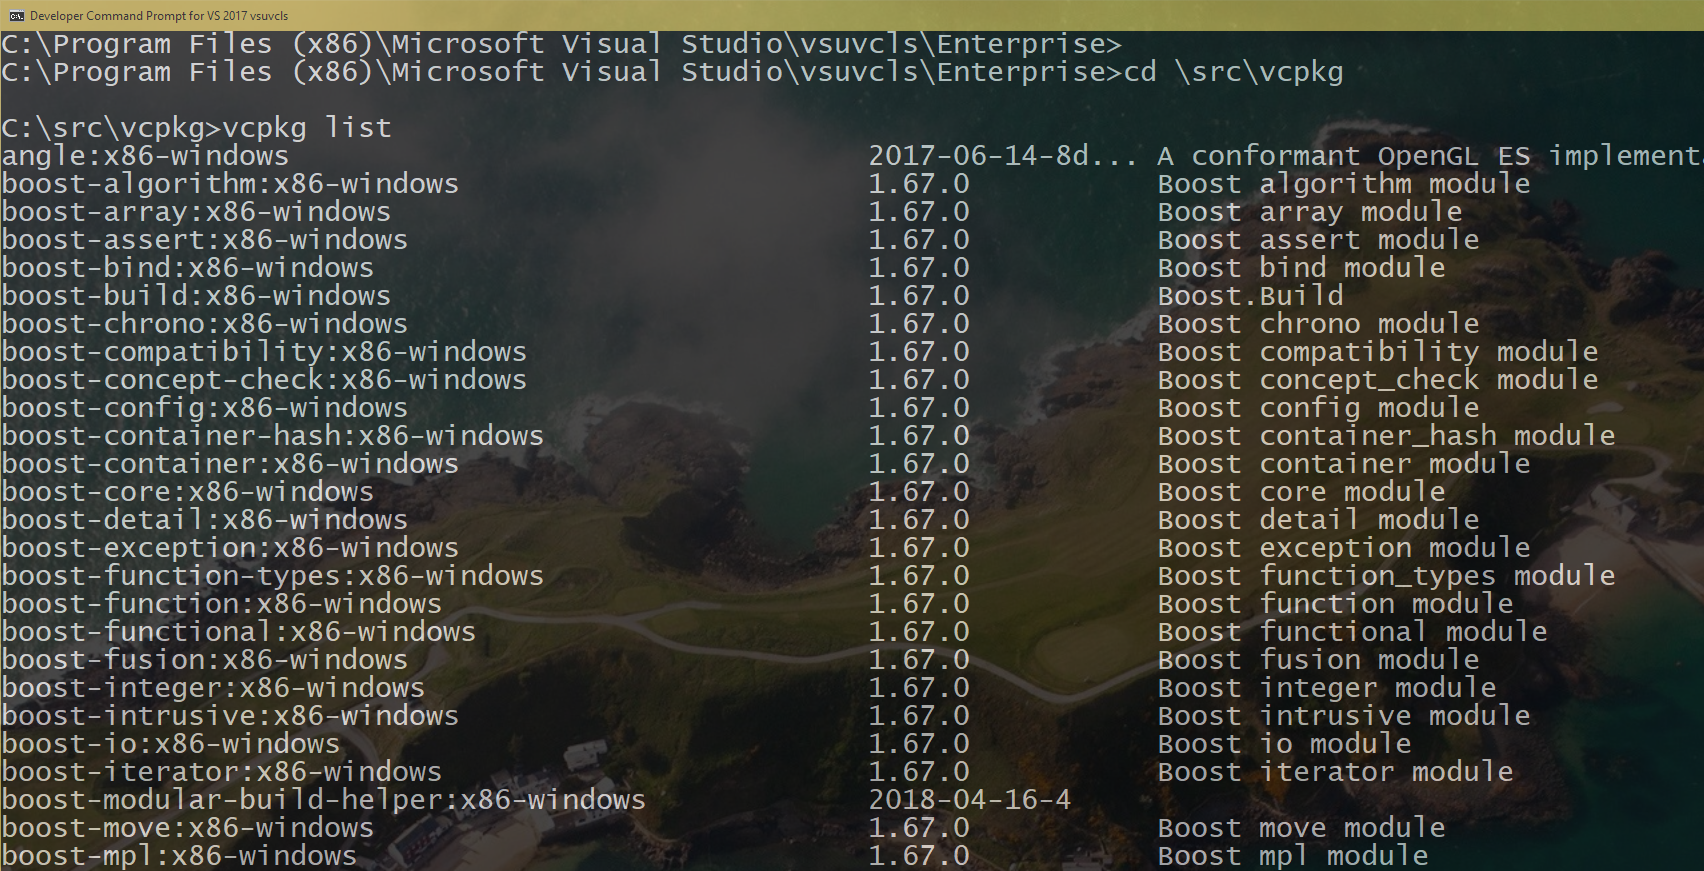 Developer Command Prompt for VS 2017 vsuvcls
C:\Program Files (x86)\Microsoft Visual Studio\vsuvcls\Enterprise>
C:\Program Files (x86)\Microsoft Visual Studio\vsuvcls\Enterprise>cd \src\vcpkg
C:\src\vcpkg>vcpkg list
angle:x86-windows 2017-06-14-8d... A conformant OpenGL ES implementa
boost-algorithm:x86-windows 1.67.0 Boost algorithm module
boost-array:x86-windows 1.67.0 Boost array module
boost-assert:x86-windows 1.67.0 Boost assert module
boost-bind:x86-windows 1.67.0 Boost bind module
boost-build:x86-windows 1.67.0 Boost.Build
boost-chrono:x86-windows 1.67.0 Boost chrono module
boost-compatibility:x86-windows 1.67.0 Boost compatibility module
boost-concept-check:x86-windows 1.67.0 Boost concept_check module
boost-config:x86-windows 1.67.0 Boost config module
boost-container-hash:x86-windows 1.67.0 Boost container_hash module
boost-container:x86-windows 1.67.0 Boost container module
boost-core:x86-windows 1.67.0 Boost core module
boost-detail:x86-windows 1.67.0 Boost detail module
boost-exception:x86-windows 1.67.0 Boost exception module
boost-function-types:x86-windows 1.67.0 Boost function_types module
boost-function:x86-windows 1.67.0 Boost function module
boost-functional:x86-windows 1.67.0 Boost functional module
boost-fusion:x86-windows 1.67.0 Boost fusion module
boost-integer:x86-windows 1.67.0 Boost integer module
boost-intrusive:x86-windows 1.67.0 Boost intrusive module
boost-io:x86-windows 1.67.0 Boost io module
boost-iterator:x86-windows 1.67.0 Boost iterator module
boost-modular-build-helper:x86-windows 2018-04-16-4
boost-move:x86-windows 1.67.0 Boost move module
boost-mpl:x86-windows 1.67.0 Boost mpl module